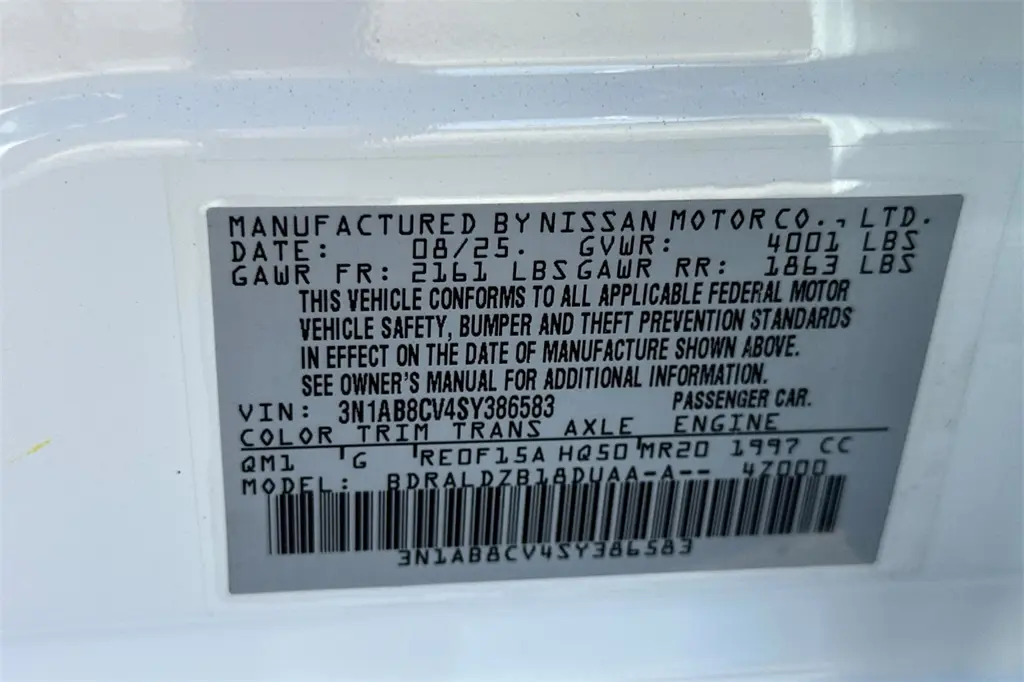 MANUFACTURED BY NISSAN MOTOR CO., LTD.
DATE: 08/25. GVWR: 4001 LBS
GAWR FR: 2161 LBS GAWR RR: 1863 LBS
THIS VEHICLE CONFORMS TO ALL APPLICABLE FEDERAL MOTOR
VEHICLE SAFETY, BUMPER AND THEFT PREVENTION STANDARDS
IN EFFECT ON THE DATE OF MANUFACTURE SHOWN ABOVE.
SEE OWNER'S MANUAL FOR ADDITIONAL INFORMATION.
VIN: 3N1AB8CV4SY386583 PASSENGER CAR.
COLOR TRIM TRANS AXLE ENGINE
QM1 G RE0F15A HQ50 MR20 1997 CC
MODEL: BDRALDZB18DUAA-A-- 4Z000
3N1AB8CV4SY386583